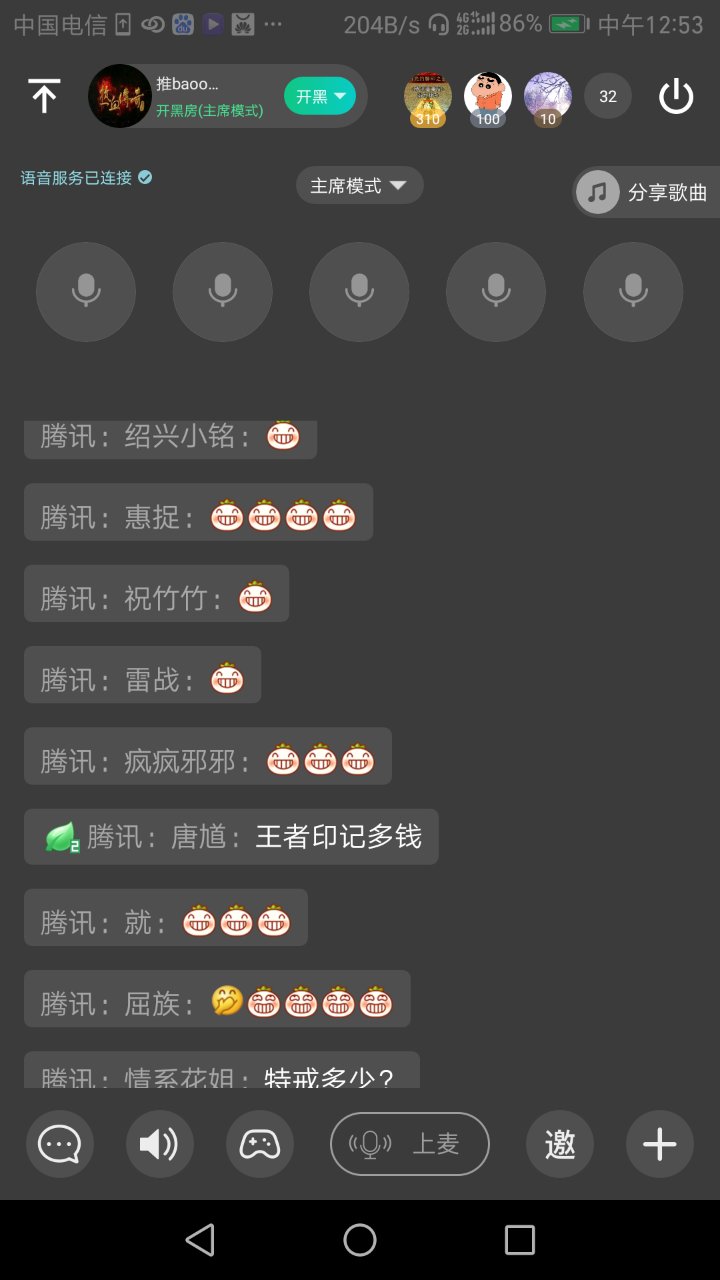 中国电信 ... 204B/s 4G 2G 86% 中午12:53
热血传奇 推baoo... 开黑 310 100 10 32
开黑房(主席模式)
语音服务已连接 主席模式 分享歌曲
腾讯：绍兴小铭：
腾讯：惠捉：
腾讯：祝竹竹：
腾讯：雷战：
腾讯：疯疯邪邪：
2 腾讯：唐馗：王者印记多钱
腾讯：就：
腾讯：屈族：
腾讯：情系花姐：特戒多少?
上麦 邀